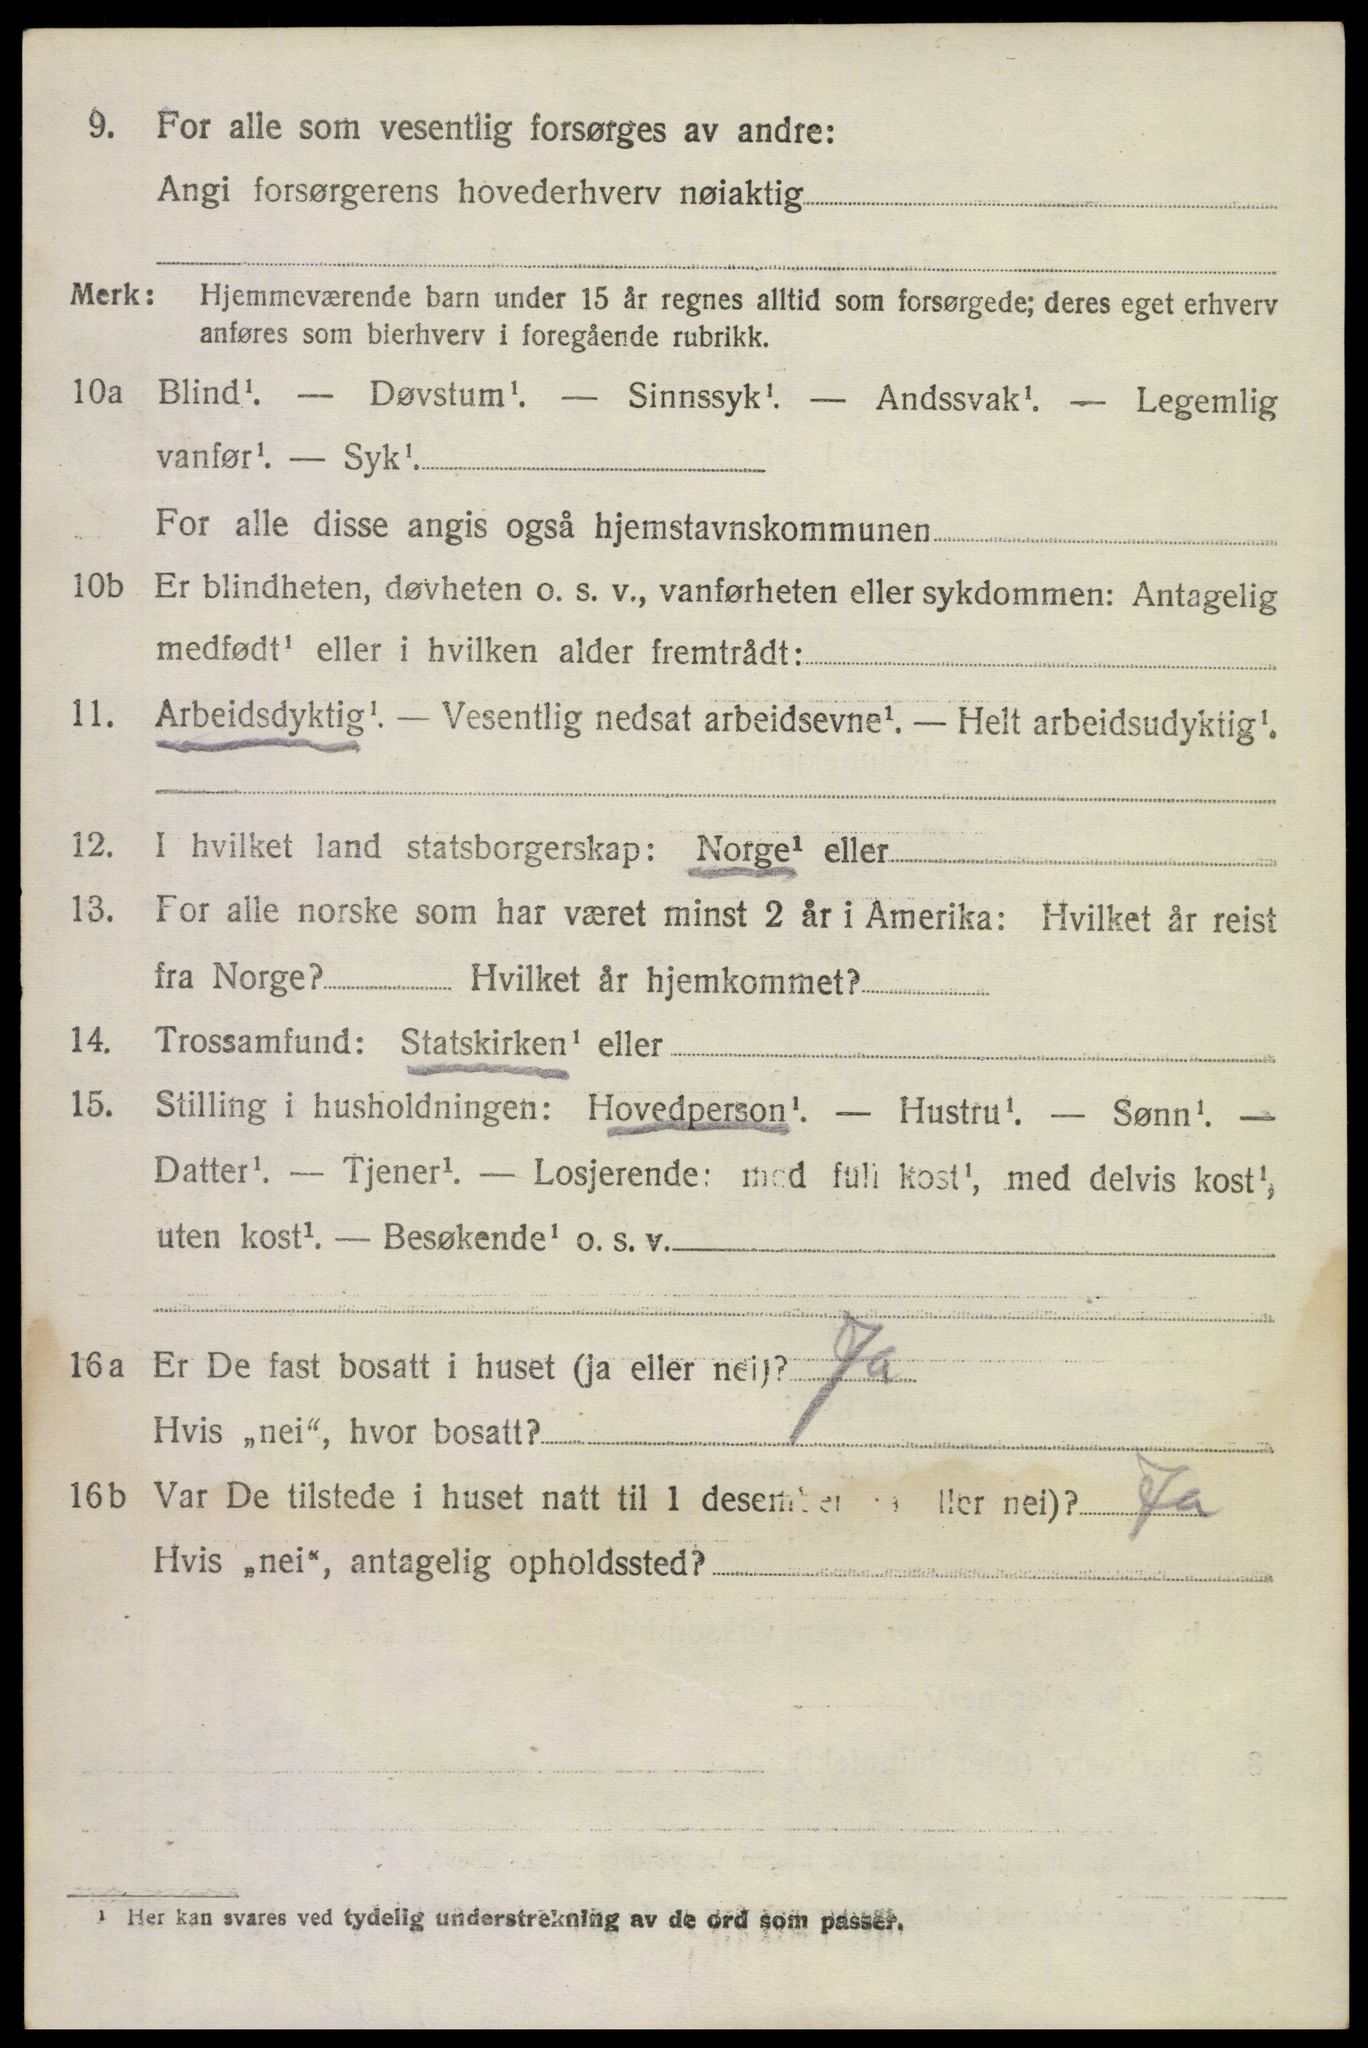 9. For alle som vesentlig forsørges av andre:
Angi forsørgerens hovederhverv nøiaktig
Merk: Hjemmeværende barn under 15 år regnes alltid som forsørgede; deres eget erhverv
anføres som bierhverv i foregående rubrikk.
10a Blind¹. — Døvstum¹. — Sinnssyk¹. — Andssvak¹. — Legemlig
vanfør¹. — Syk¹.
For alle disse angis også hjemstavnskommunen
10b Er blindheten, døvheten o. s. v., vanførheten eller sykdommen: Antagelig
medfødt¹ eller i hvilken alder fremtrådt:
11. Arbeidsdyktig¹. — Vesentlig nedsat arbeidsevne¹. — Helt arbeidsudyktig¹.
12. I hvilket land statsborgerskap: Norge¹ eller
13. For alle norske som har været minst 2 år i Amerika: Hvilket år reist
fra Norge? Hvilket år hjemkommet?
14. Trossamfund: Statskirken¹ eller
15. Stilling i husholdningen: Hovedperson¹. — Hustru¹. — Sønn¹. —
Datter¹. — Tjener¹. — Losjerende: med full kost¹, med delvis kost¹,
uten kost¹. — Besøkende¹ o. s. v.
16a Er De fast bosatt i huset (ja eller nei)? Ja
Hvis „nei“, hvor bosatt?
16b Var De tilstede i huset natt til 1 desember nei)? Ja
Hvis „nei“, antagelig opholdssted?
¹ Her kan svares ved tydelig understrekning av de ord som passer.